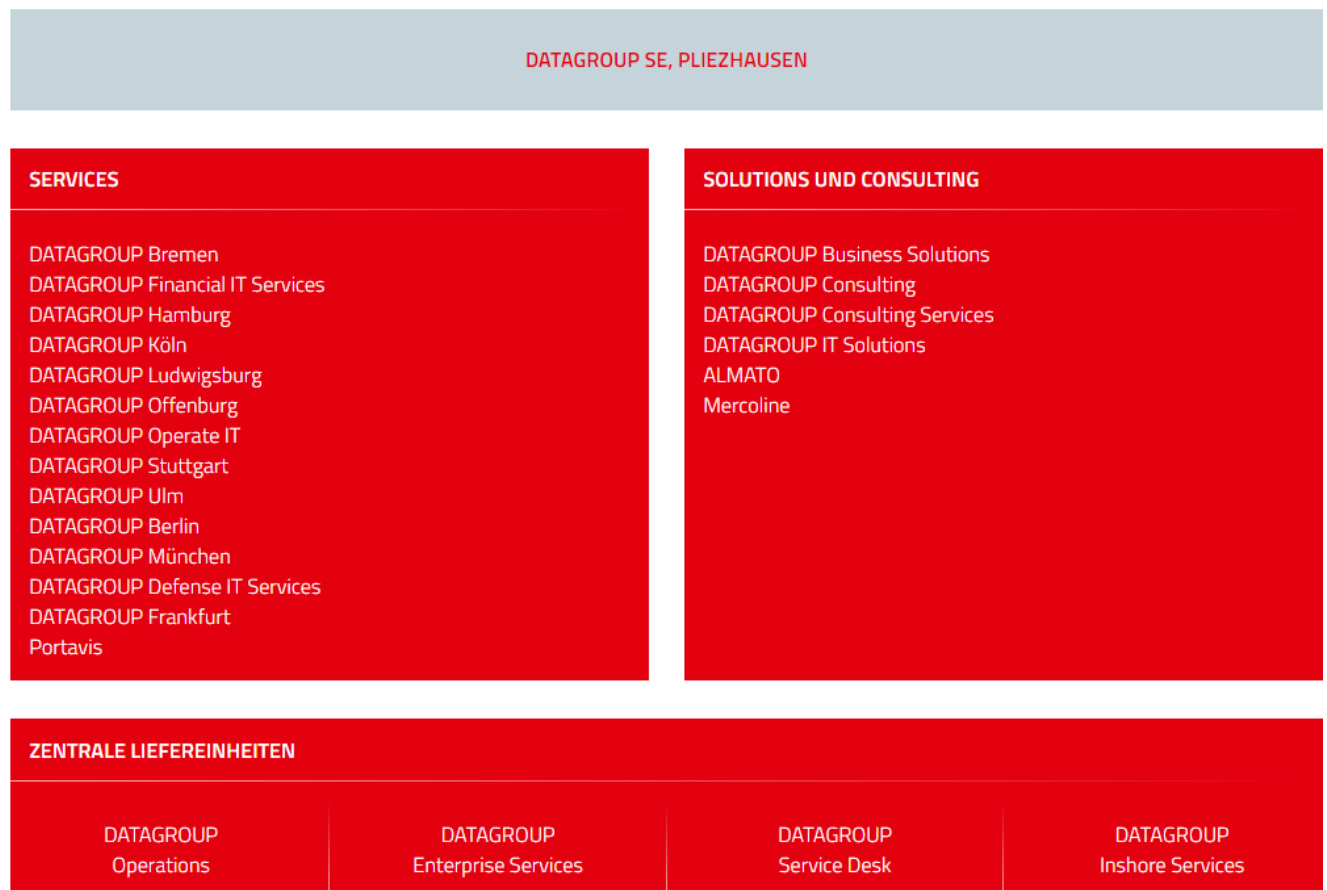 DATAGROUP SE, PLIEZHAUSEN
SERVICES
DATAGROUP Bremen
DATAGROUP Financial IT Services
DATAGROUP Hamburg
DATAGROUP Köln
DATAGROUP Ludwigsburg
DATAGROUP Offenburg
DATAGROUP Operate IT
DATAGROUP Stuttgart
DATAGROUP Ulm
DATAGROUP Berlin
DATAGROUP München
DATAGROUP Defense IT Services
DATAGROUP Frankfurt
Portavis
SOLUTIONS UND CONSULTING
DATAGROUP Business Solutions
DATAGROUP Consulting
DATAGROUP Consulting Services
DATAGROUP IT Solutions
ALMATO
Mercoline
ZENTRALE LIEFEREINHEITEN
DATAGROUP
Operations
DATAGROUP
Enterprise Services
DATAGROUP
Service Desk
DATAGROUP
Inshore Services